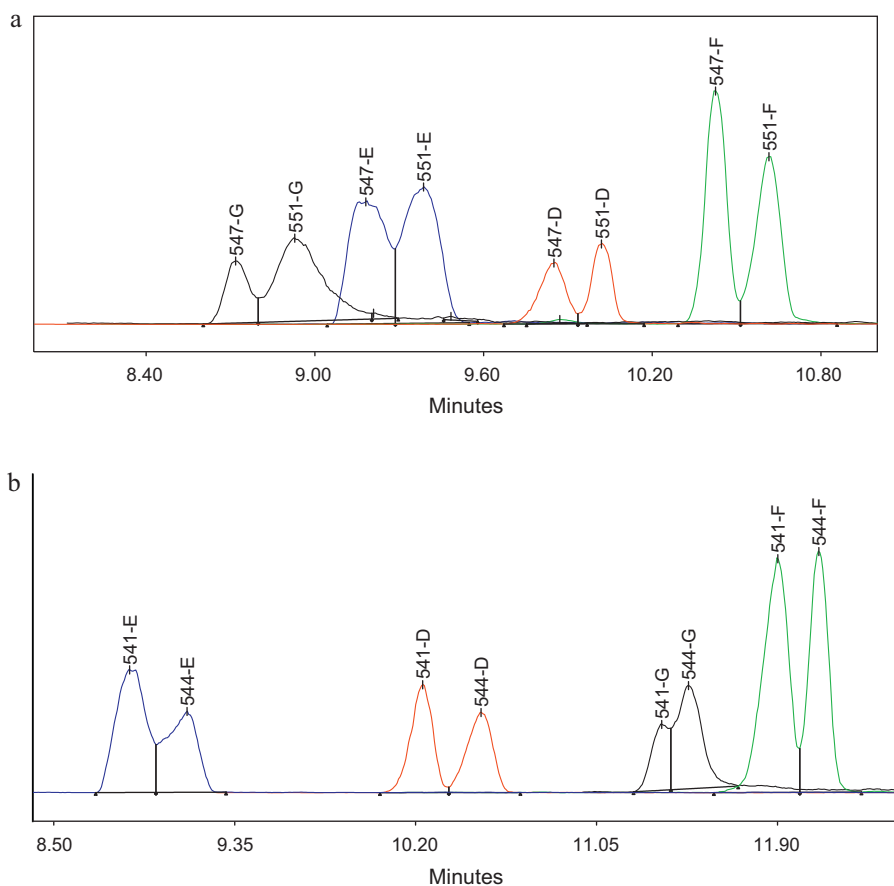 a
547-G
551-G
547-E
551-E
547-D
551-D
547-F
551-F
8.40 9.00 9.60 10.20 10.80
Minutes
b
541-E
544-E
541-D
544-D
541-G
544-G
541-F
544-F
8.50 9.35 10.20 11.05 11.90
Minutes